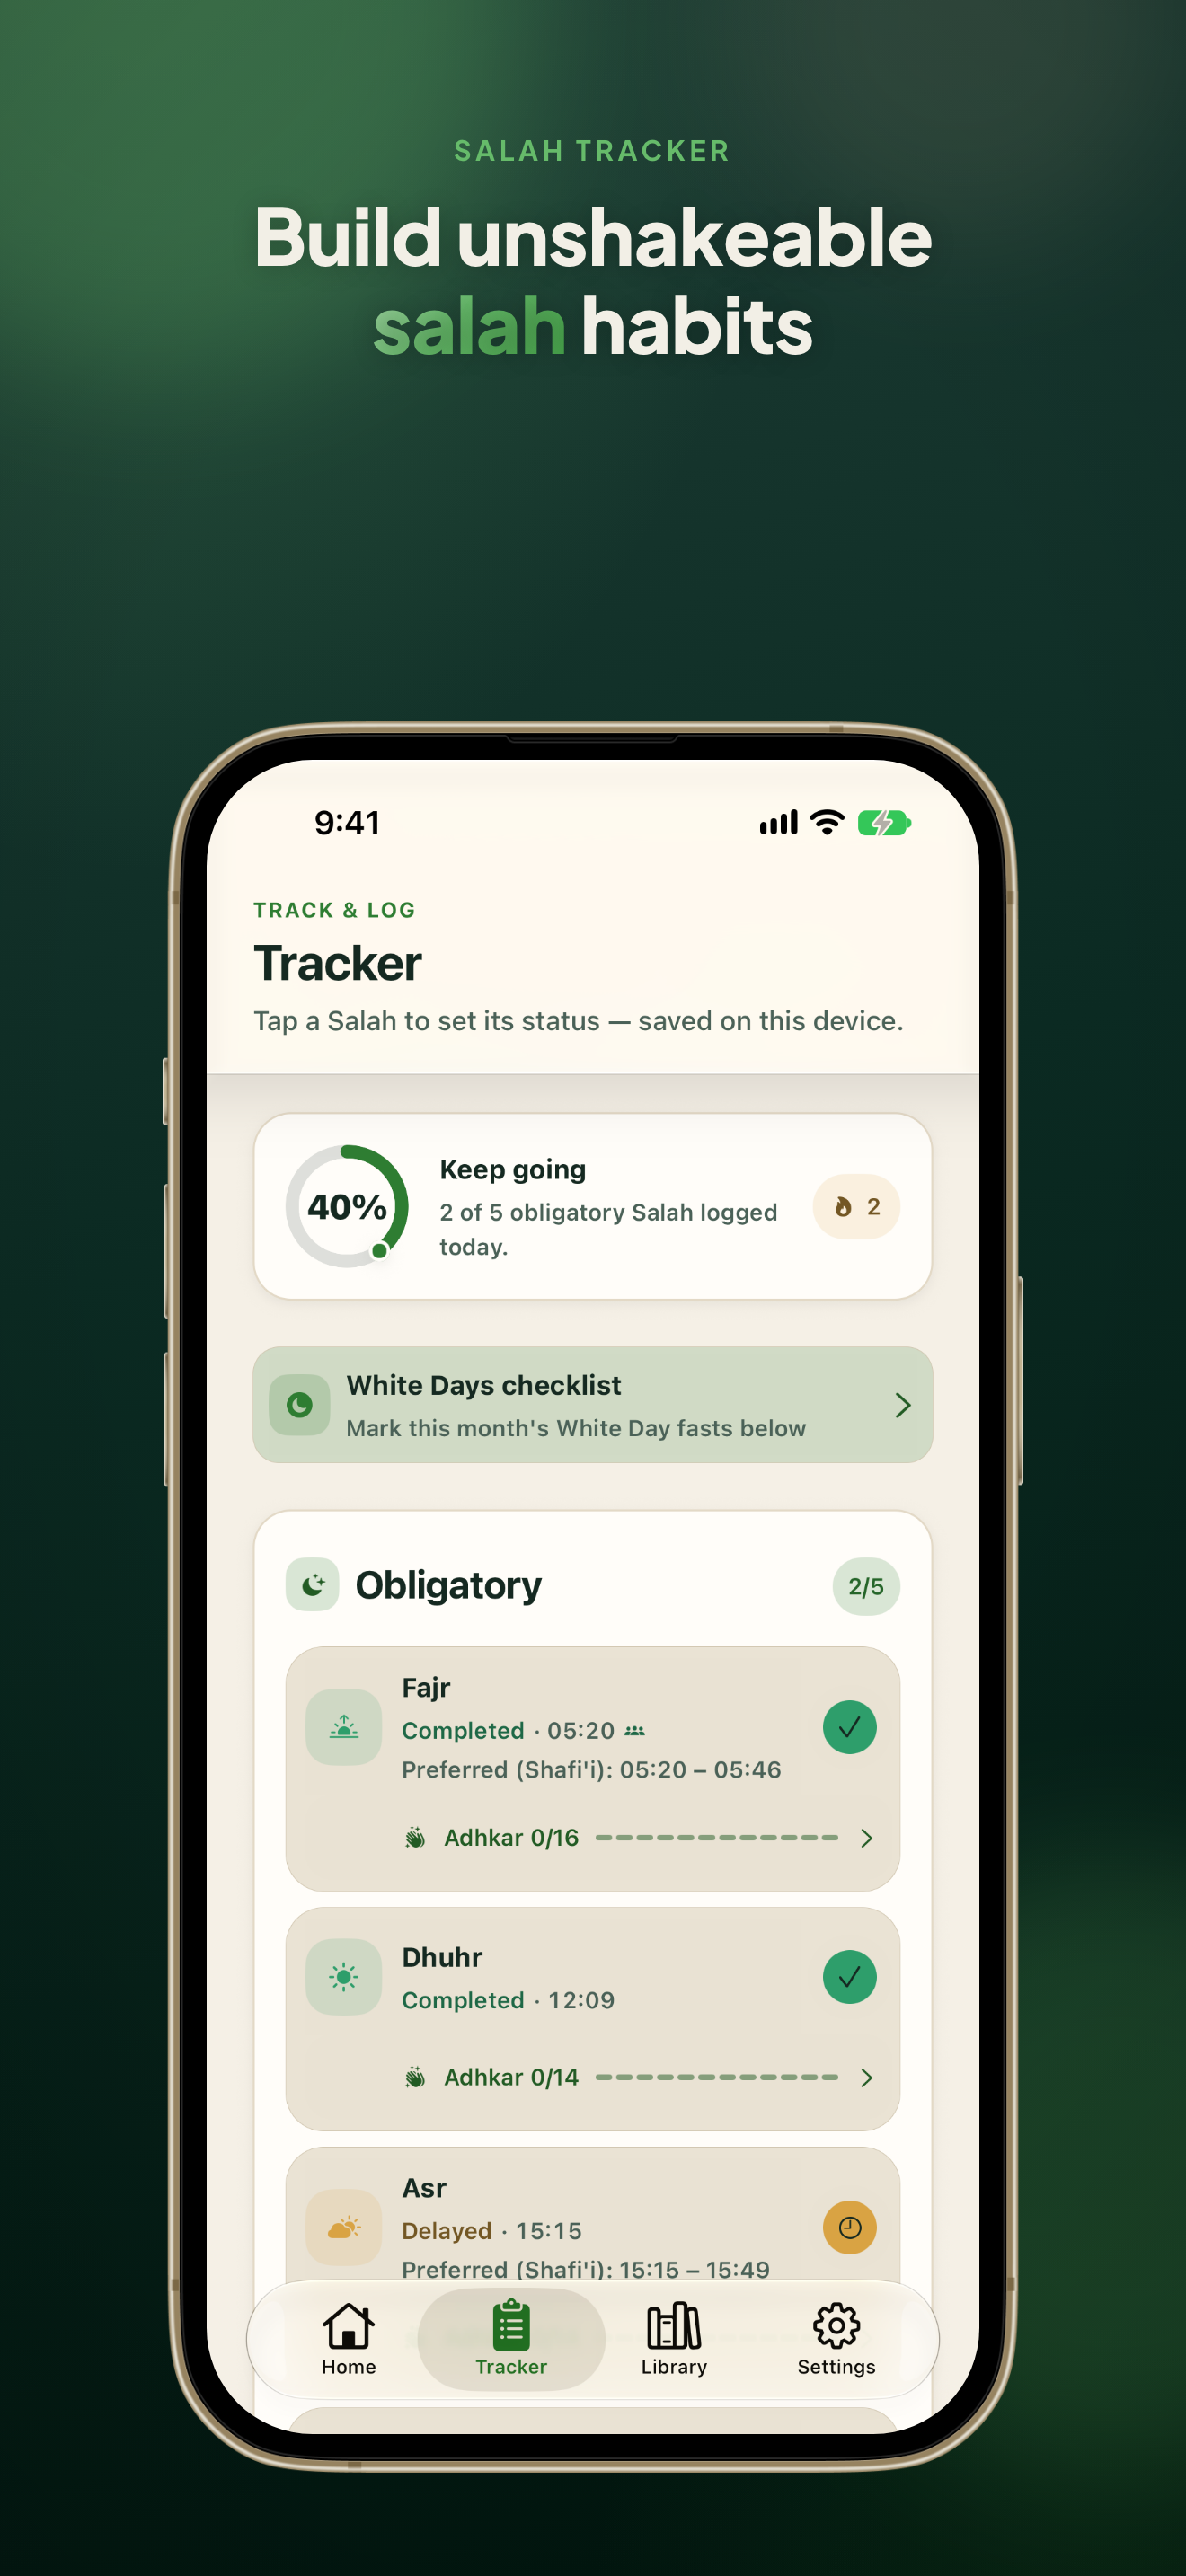 SALAH TRACKER
Build unshakeable
salah habits
9:41
TRACK & LOG
Tracker
Tap a Salah to set its status — saved on this device.
40%
Keep going
2 of 5 obligatory Salah logged
today.
2
White Days checklist
Mark this month's White Day fasts below
Obligatory
2/5
Fajr
Completed · 05:20
Preferred (Shafi'i): 05:20 – 05:46
Adhkar 0/16
Dhuhr
Completed · 12:09
Adhkar 0/14
Asr
Delayed · 15:15
Preferred (Shafi'i): 15:15 – 15:49
Home
Tracker
Library
Settings